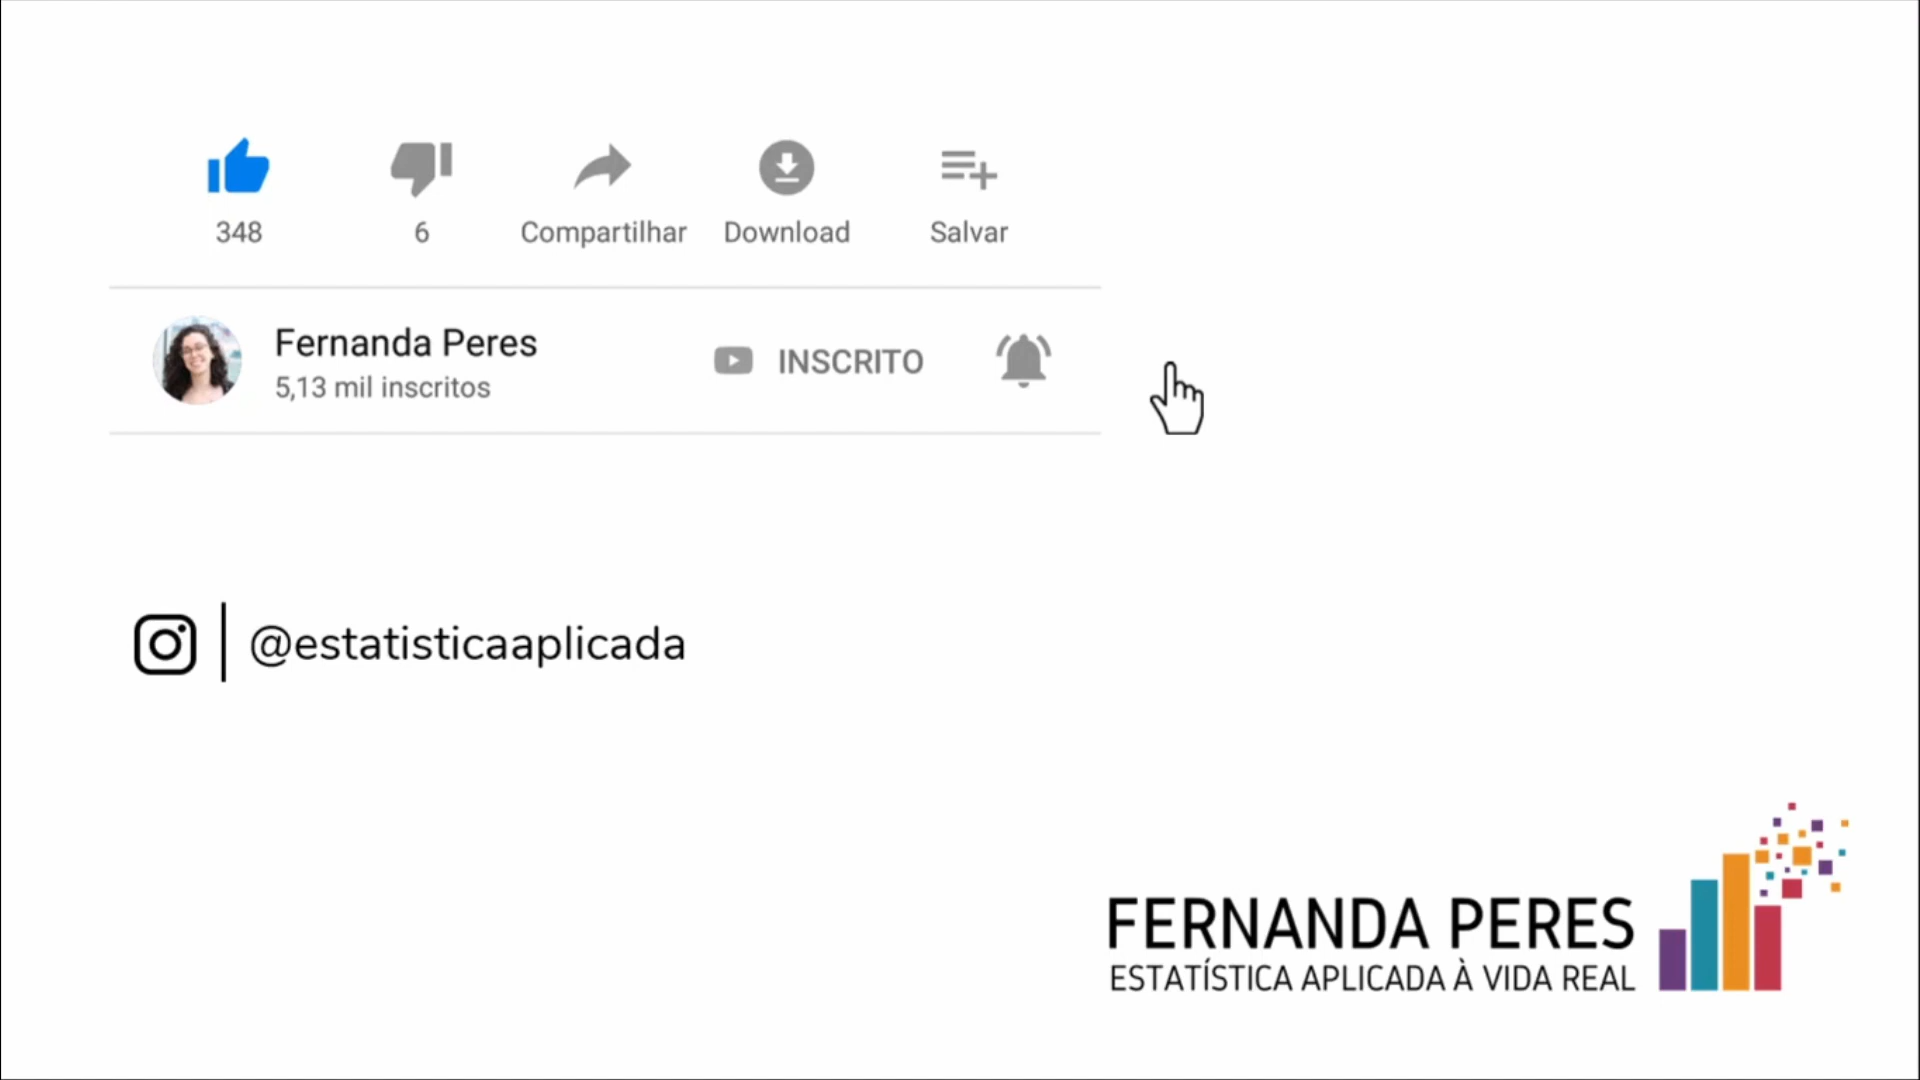 348
6
Compartilhar
Download
Salvar
Fernanda Peres
5,13 mil inscritos
INSCRITO
@estatisticaaplicada
FERNANDA PERES
ESTATÍSTICA APLICADA À VIDA REAL